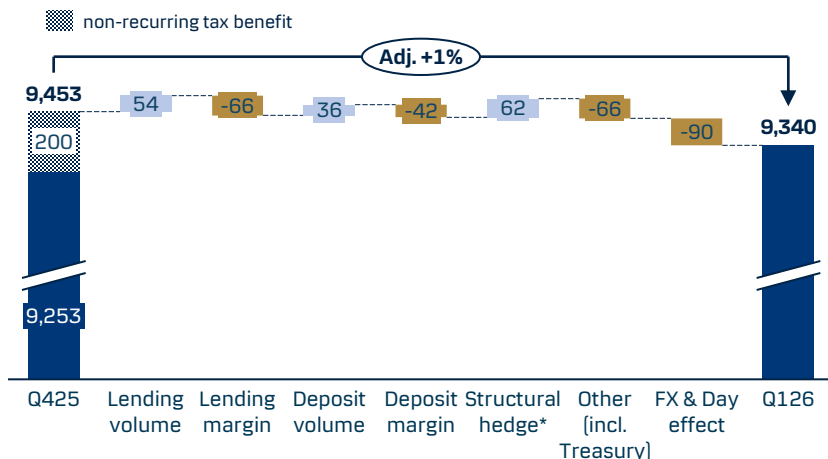 non-recurring tax benefit
Adj. +1%
9,453
200
9,253
54
-66
36
-42
62
-66
-90
9,340
Q425
Lending
volume
Lending
margin
Deposit
volume
Deposit
margin
Structural
hedge*
Other
(incl.
Treasury)
FX & Day
effect
Q126